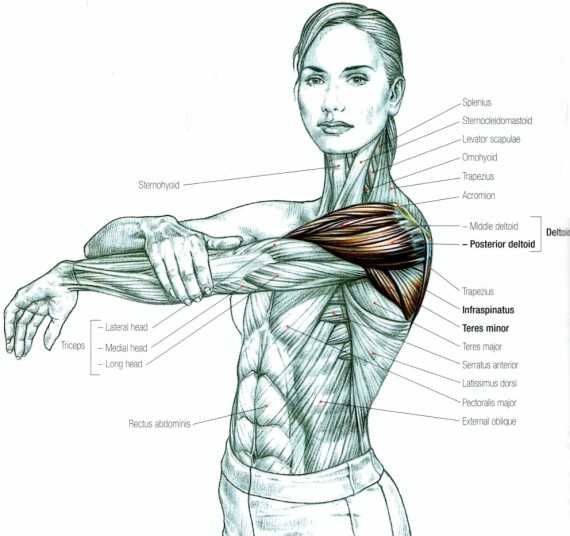 Splenius
Sternocleidomastoid
Levator scapulae
Omohyoid
Trapezius
Acromion
Sternohyoid
– Middle deltoid
– Posterior deltoid
Trapezius
Infraspinatus
Teres minor
Teres major
Serratus anterior
Latissimus dorsi
Pectoralis major
External oblique
Triceps
– Lateral head
– Medial head
– Long head
Rectus abdominis